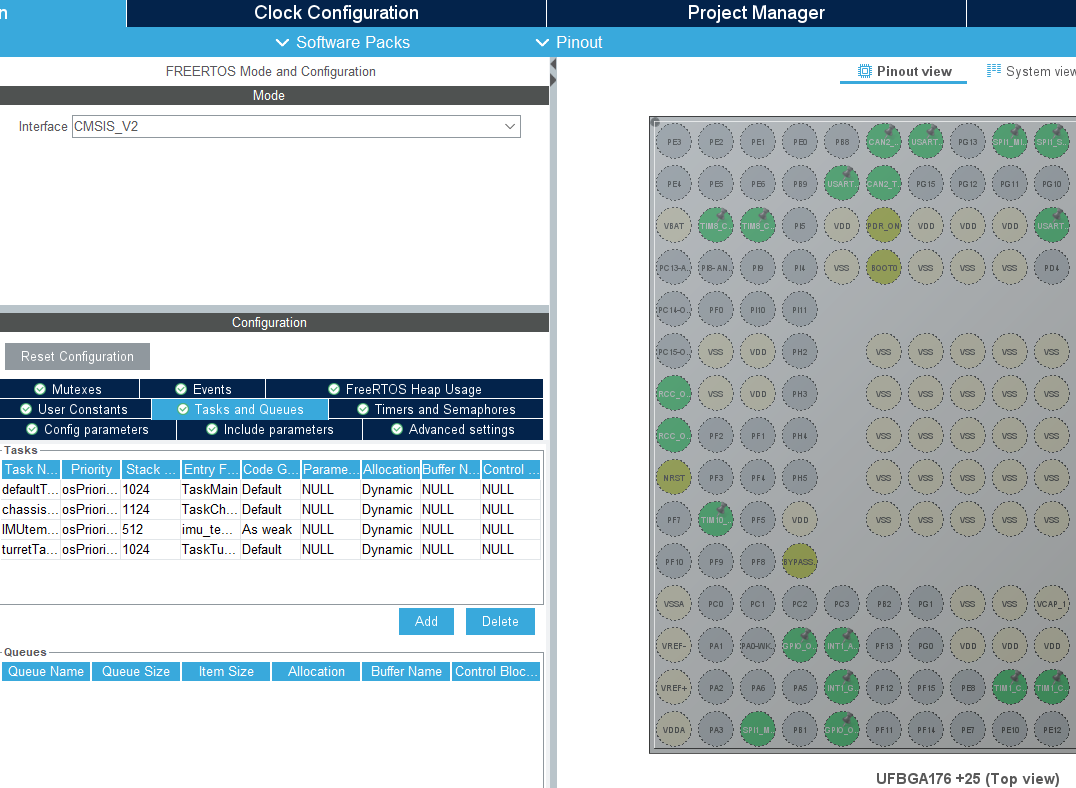 n Clock Configuration Project Manager
Software Packs Pinout
FREERTOS Mode and Configuration
Pinout view System view
Mode
Interface CMSIS_V2
Configuration
Reset Configuration
Mutexes Events FreeRTOS Heap Usage
User Constants Tasks and Queues Timers and Semaphores
Config parameters Include parameters Advanced settings
Tasks
Task N... Priority Stack ... Entry F... Code G... Parame... Allocation Buffer N... Control ...
defaultT... osPriori... 1024 TaskMain Default NULL Dynamic NULL NULL
chassis... osPriori... 1124 TaskCh... Default NULL Dynamic NULL NULL
IMUtem... osPriori... 512 imu_te... As weak NULL Dynamic NULL NULL
turretTa... osPriori... 1024 TaskTu... Default NULL Dynamic NULL NULL
Add Delete
Queues
Queue Name Queue Size Item Size Allocation Buffer Name Control Bloc...
PE3 PE2 PE1 PE0 PB8 CAN2_.. USART.. PG13 SPI1_MI.. SPI1_S..
PE4 PE5 PE6 PB9 USART.. CAN2_T.. PG15 PG12 PG11 PG10
VBAT TIM8_C.. TIM8_C.. PI5 VDD PDR_ON VDD VDD VDD USART..
PC13-A.. PI8-AN.. PI9 PI4 VSS BOOT0 VSS VSS VSS PD4
PC14-O.. PF0 PI10 PI11
PC15-O.. VSS VDD PH2 VSS VSS VSS VSS VSS
RCC_O.. VSS VDD PH3 VSS VSS VSS VSS VSS
RCC_O.. PF2 PF1 PH4 VSS VSS VSS VSS VSS
NRST PF3 PF4 PH5 VSS VSS VSS VSS VSS
PF7 TIM10_.. PF5 VDD VSS VSS VSS VSS VSS
PF10 PF9 PF8 BYPASS..
VSSA PC0 PC1 PC2 PC3 PB2 PG1 VSS VSS VCAP_1
VREF- PA1 PA0-WK.. GPIO_O.. INT1_A.. PF13 PG0 VDD VDD VDD
VREF+ PA2 PA6 PA5 INT1_G.. PF12 PF15 PE8 TIM1_C.. TIM1_C..
VDDA PA3 SPI1_M.. PB1 GPIO_O.. PF11 PF14 PE7 PE10 PE12
UFBGA176 +25 (Top view)